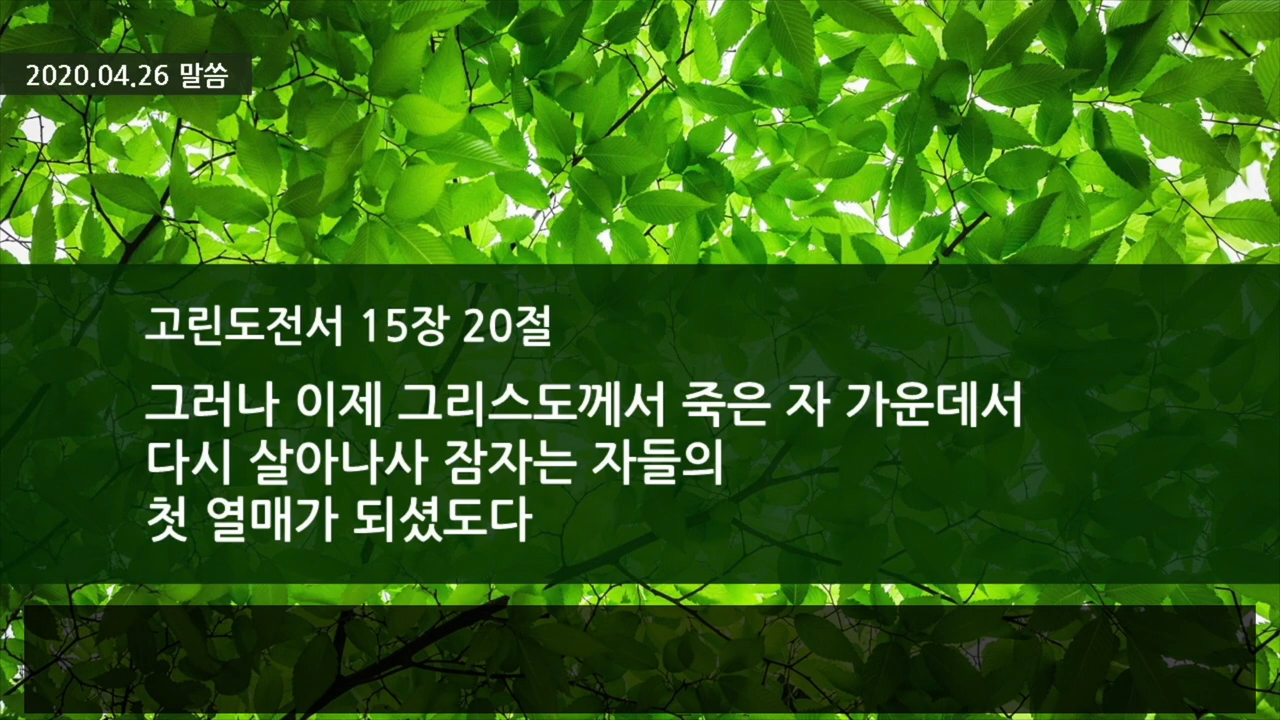 2020.04.26 말씀
고린도전서 15장 20절
그러나 이제 그리스도께서 죽은 자 가운데서
다시 살아나사 잠자는 자들의
첫 열매가 되셨도다